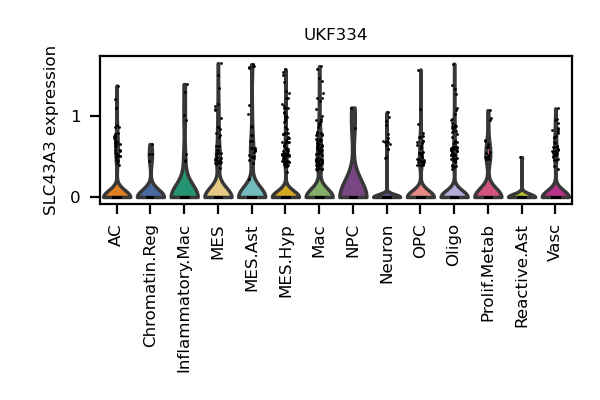 UKF334
SLC43A3 expression
1
0
AC
Chromatin.Reg
Inflammatory.Mac
MES
MES.Ast
MES.Hyp
Mac
NPC
Neuron
OPC
Oligo
Prolif.Metab
Reactive.Ast
Vasc